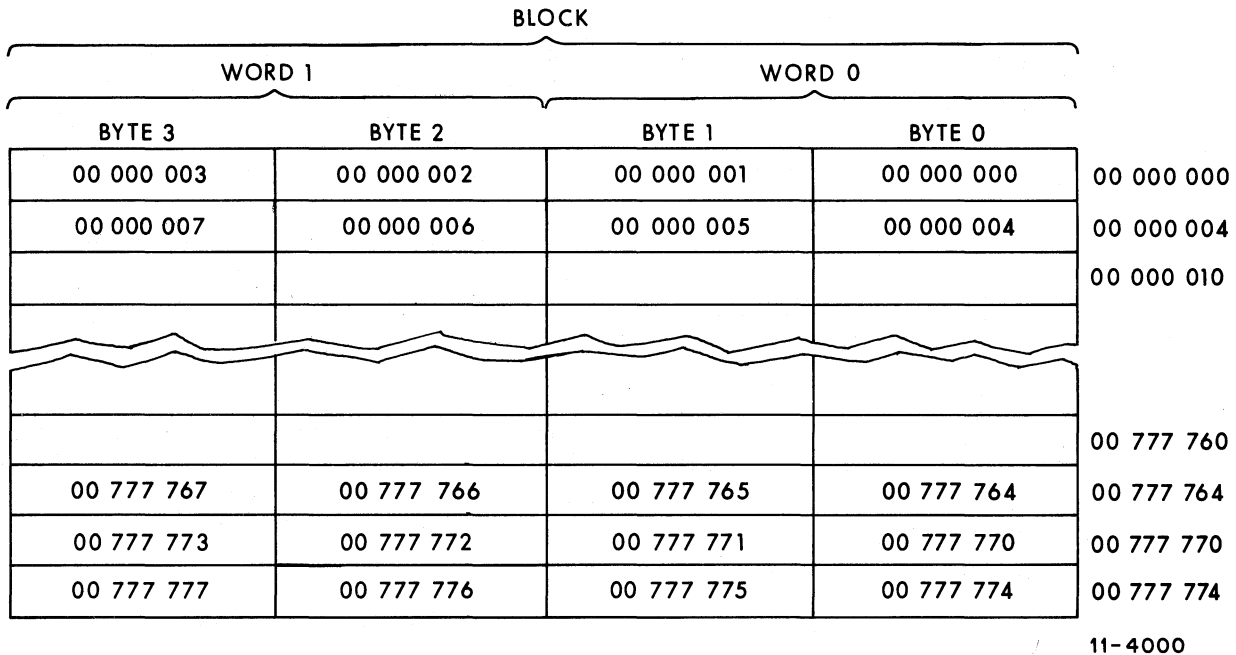 BLOCK
WORD 1 WORD 0
BYTE 3 BYTE 2 BYTE 1 BYTE 0
00 000 003 00 000 002 00 000 001 00 000 000 00 000 000
00 000 007 00 000 006 00 000 005 00 000 004 00 000 004
00 000 010
00 777 760
00 777 767 00 777 766 00 777 765 00 777 764 00 777 764
00 777 773 00 777 772 00 777 771 00 777 770 00 777 770
00 777 777 00 777 776 00 777 775 00 777 774 00 777 774
11-4000